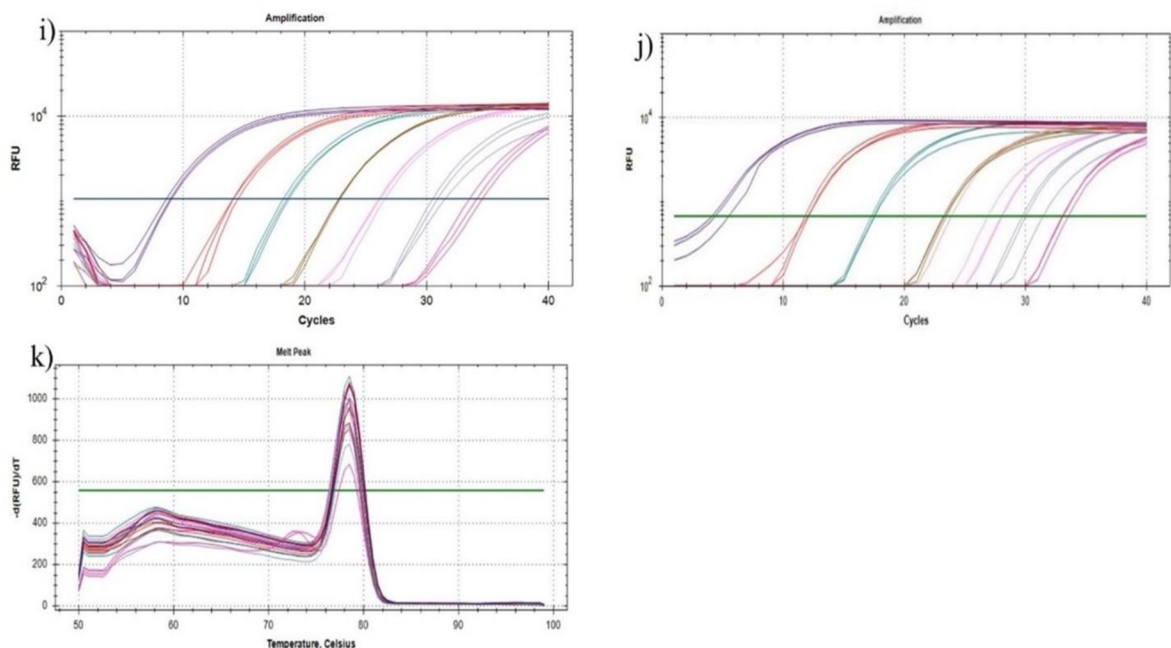 i)
Amplification
RFU
10^4
10^2
0 10 20 30 40
Cycles
j)
Amplification
RFU
10^4
10^2
0 10 20 30 40
Cycles
k)
Melt Peak
-d(RFU)/dT
1000
800
600
400
200
0
50 60 70 80 90 100
Temperature, Celsius